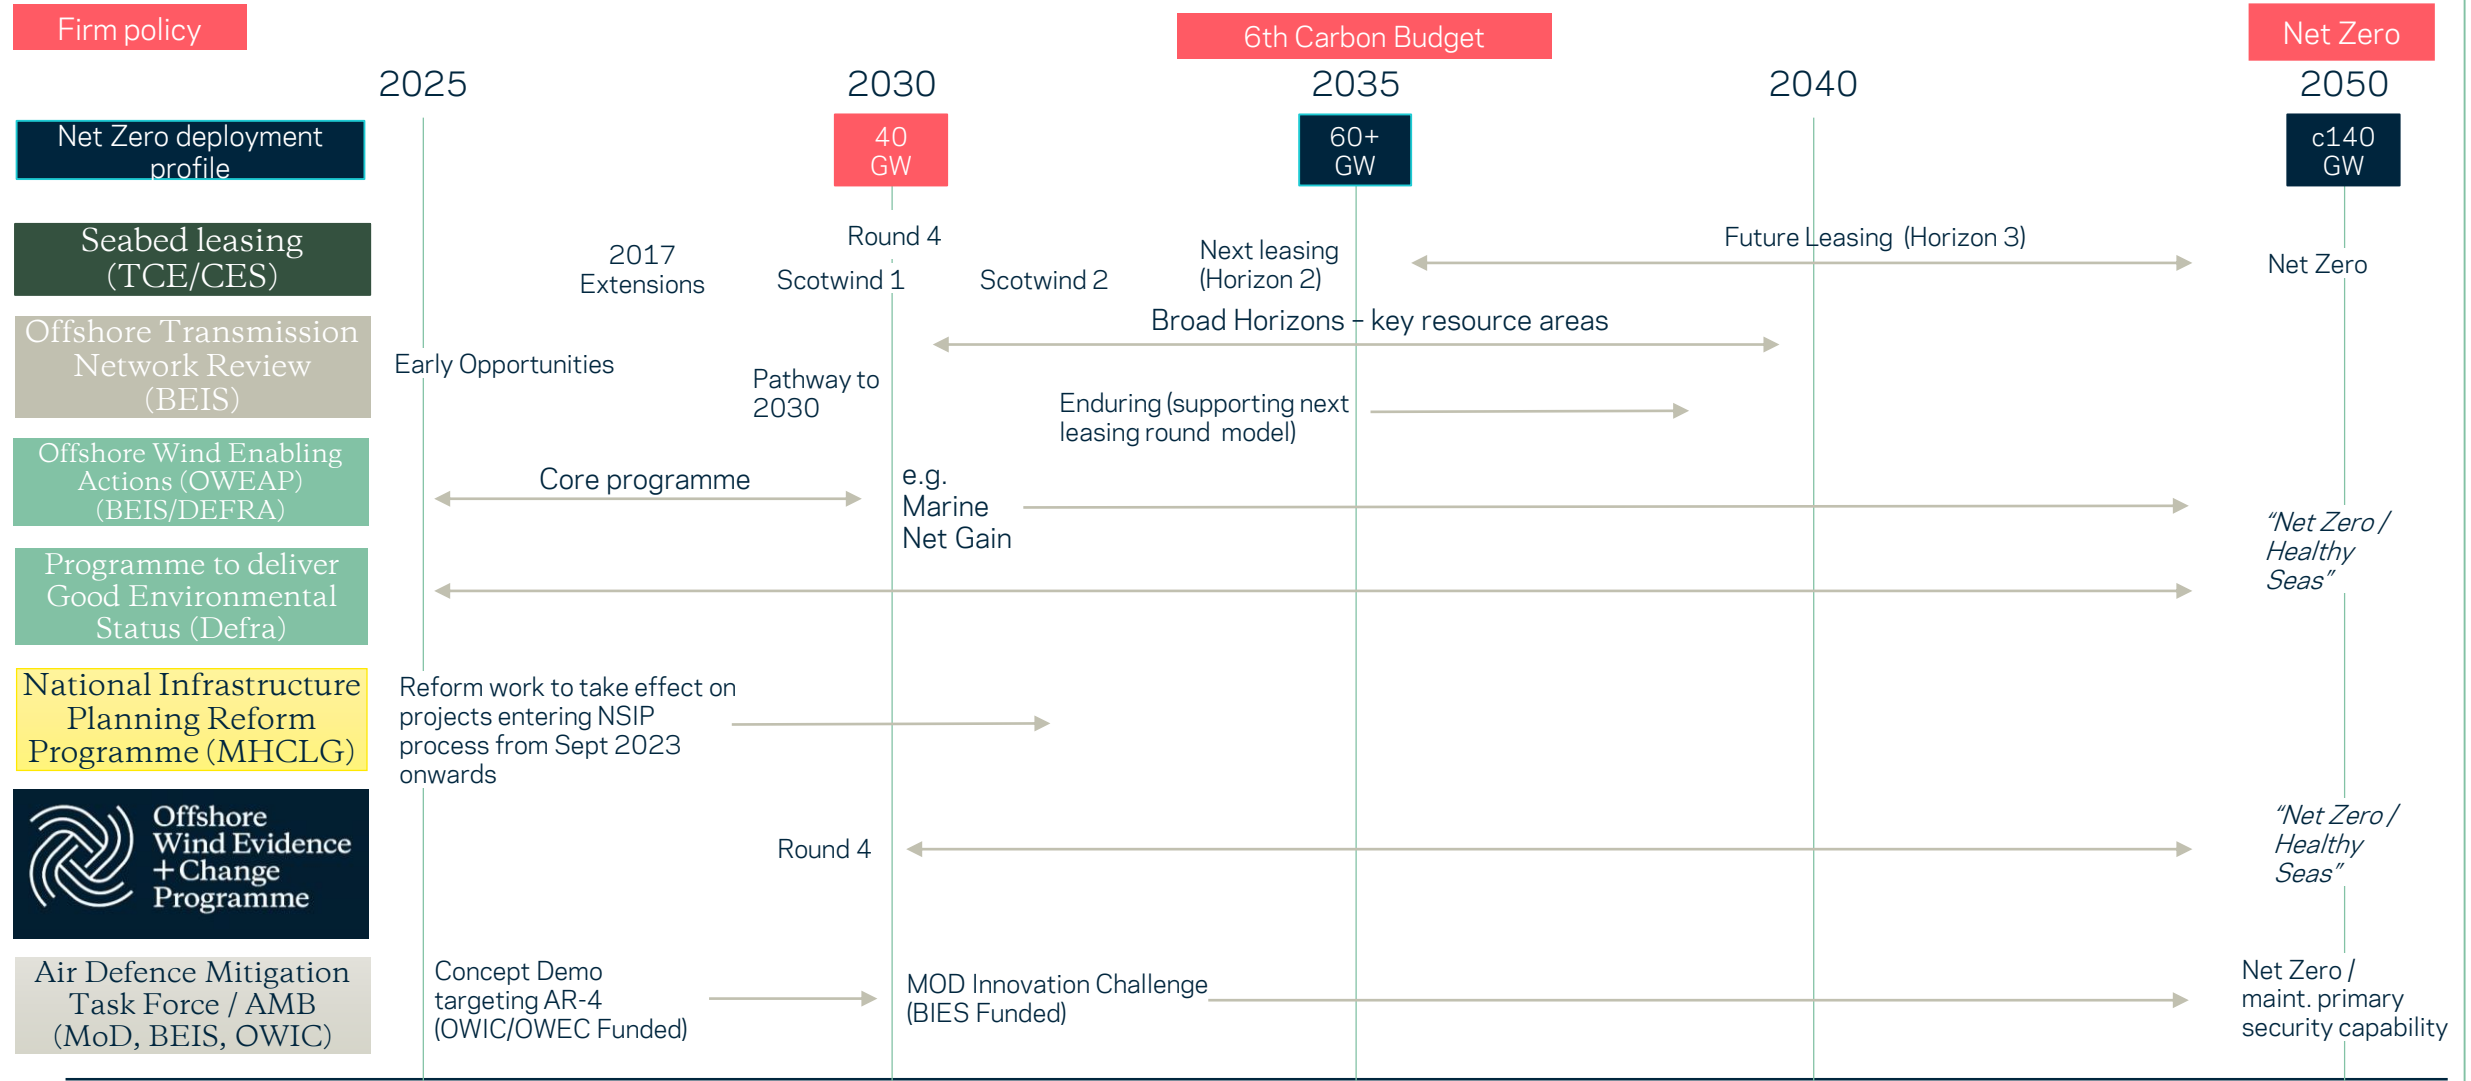 Firm policy
6th Carbon Budget
Net Zero
2025
2030
2035
2040
2050
Net Zero deployment
profile
40
GW
60+
GW
c140
GW
Seabed leasing
(TCE/CES)
2017
Extensions
Round 4
Scotwind 1
Scotwind 2
Next leasing
(Horizon 2)
Future Leasing (Horizon 3)
Net Zero
Offshore Transmission
Network Review
(BEIS)
Early Opportunities
Pathway to
2030
Broad Horizons – key resource areas
Enduring (supporting next
leasing round model)
Offshore Wind Enabling
Actions (OWEAP)
(BEIS/DEFRA)
Core programme
e.g.
Marine
Net Gain
"Net Zero /
Healthy
Seas"
Programme to deliver
Good Environmental
Status (Defra)
National Infrastructure
Planning Reform
Programme (MHCLG)
Reform work to take effect on
projects entering NSIP
process from Sept 2023
onwards
Offshore
Wind Evidence
+Change
Programme
Round 4
"Net Zero /
Healthy
Seas"
Air Defence Mitigation
Task Force / AMB
(MoD, BEIS, OWIC)
Concept Demo
targeting AR-4
(OWIC/OWEC Funded)
MOD Innovation Challenge
(BIES Funded)
Net Zero /
maint. primary
security capability